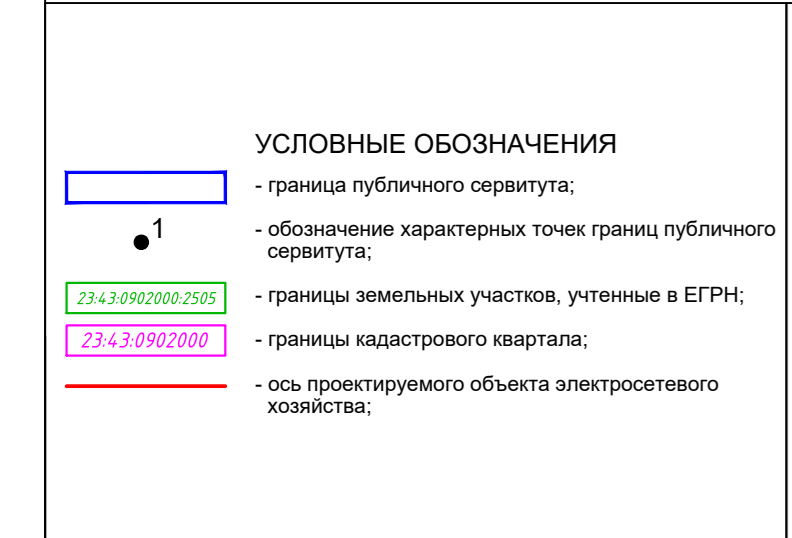 УСЛОВНЫЕ ОБОЗНАЧЕНИЯ
- граница публичного сервитута;
1
- обозначение характерных точек границ публичного
сервитута;
23:43:0902000:2505
- границы земельных участков, учтенные в ЕГРН;
23:43:0902000
- границы кадастрового квартала;
- ось проектируемого объекта электросетевого
хозяйства;